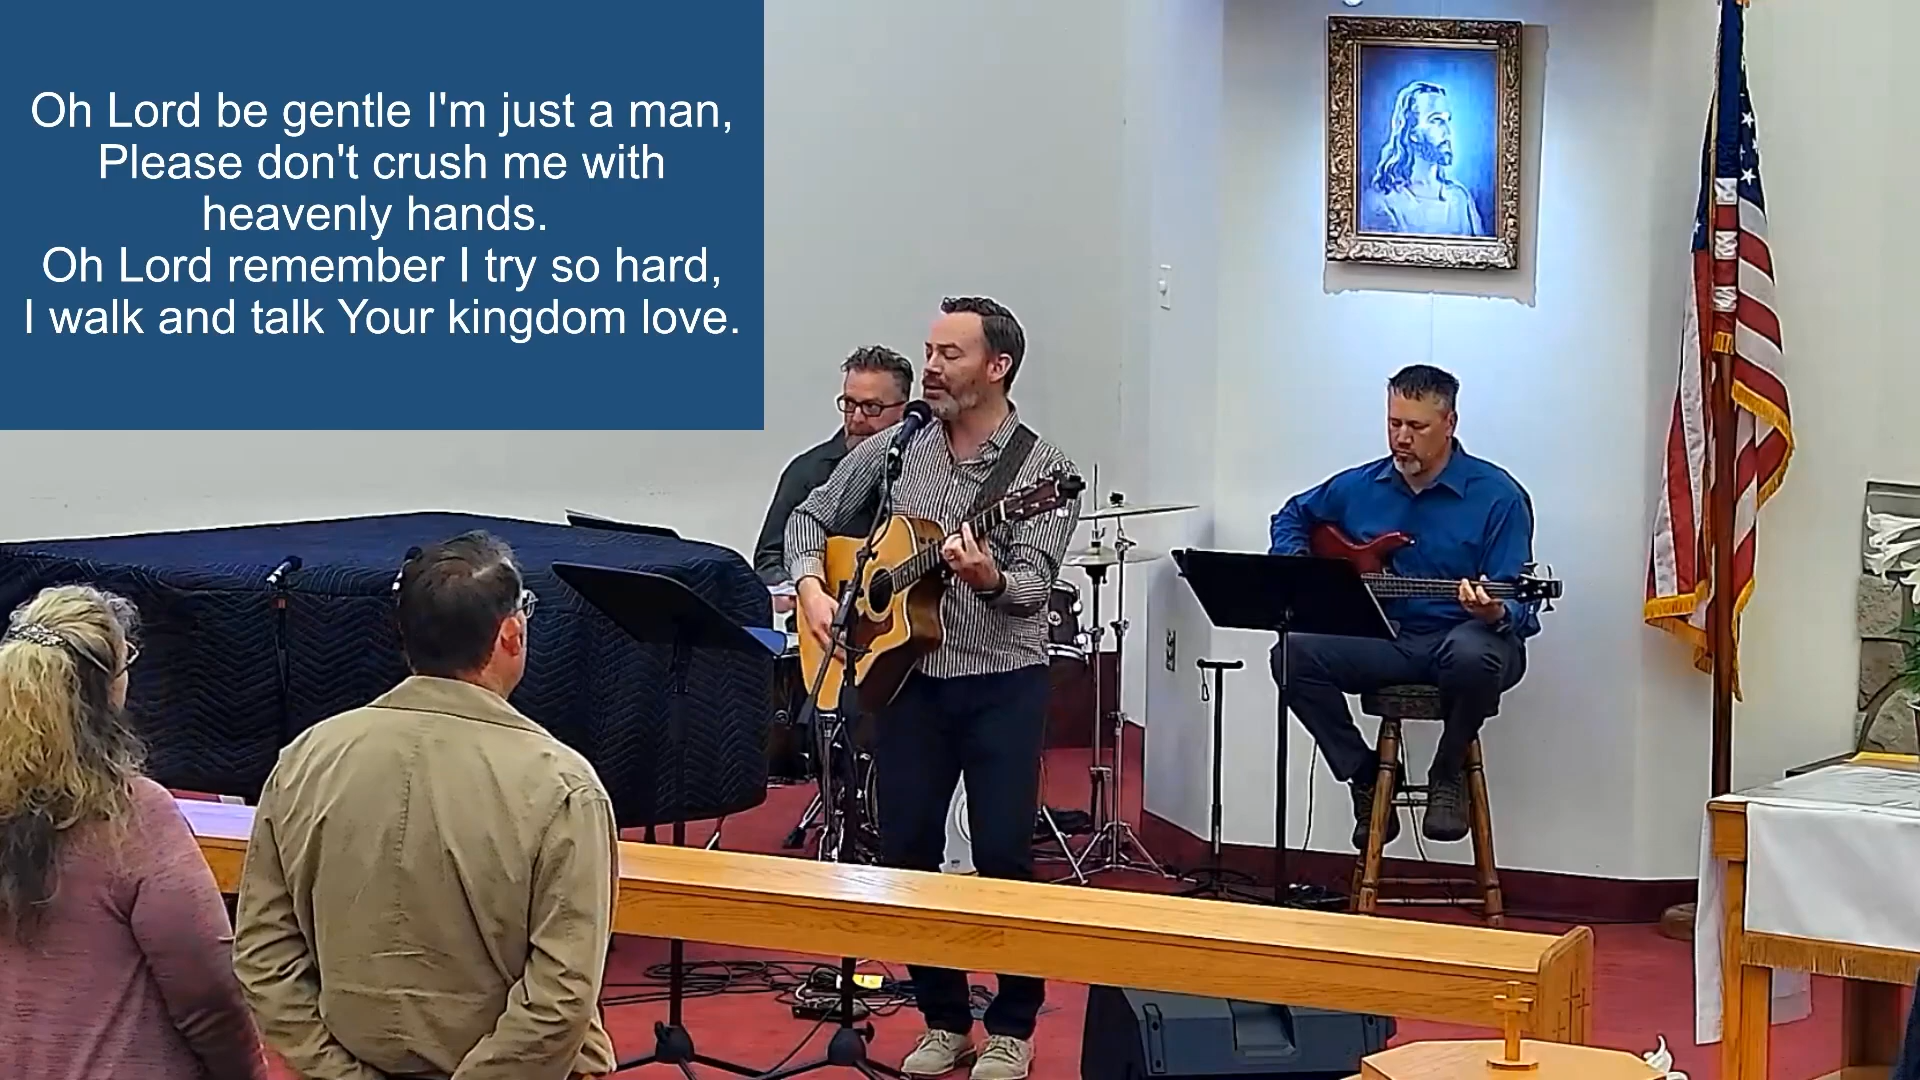 Oh Lord be gentle I'm just a man,
Please don't crush me with
heavenly hands.
Oh Lord remember I try so hard,
I walk and talk Your kingdom love.